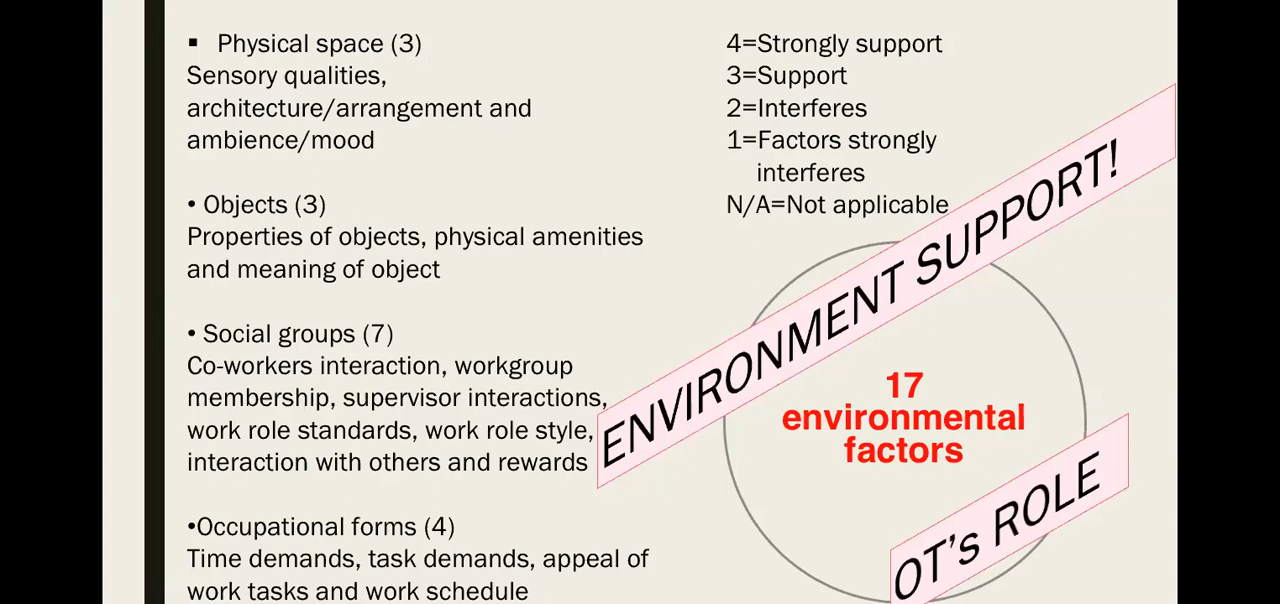 ▪ Physical space (3)
Sensory qualities,
architecture/arrangement and
ambience/mood
• Objects (3)
Properties of objects, physical amenities
and meaning of object
• Social groups (7)
Co-workers interaction, workgroup
membership, supervisor interactions,
work role standards, work role style,
interaction with others and rewards
•Occupational forms (4)
Time demands, task demands, appeal of
work tasks and work schedule
4=Strongly support
3=Support
2=Interferes
1=Factors strongly
interferes
N/A=Not applicable
ENVIRONMENT SUPPORT!
17
environmental
factors
OT's ROLE